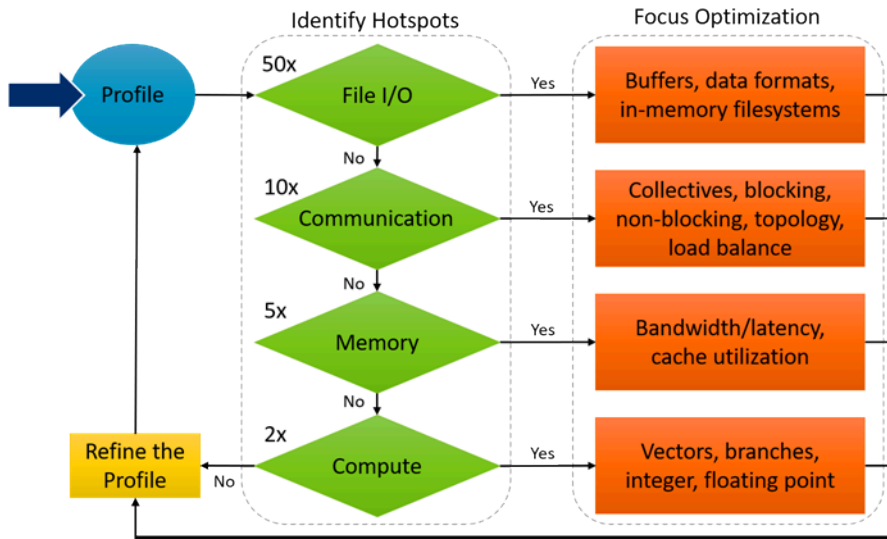 Identify Hotspots
Focus Optimization
Profile
50x
File I/O
Yes
Buffers, data formats,
in-memory filesystems
No
10x
Communication
Yes
Collectives, blocking,
non-blocking, topology,
load balance
No
5x
Memory
Yes
Bandwidth/latency,
cache utilization
No
2x
Compute
Yes
Vectors, branches,
integer, floating point
No
Refine the
Profile